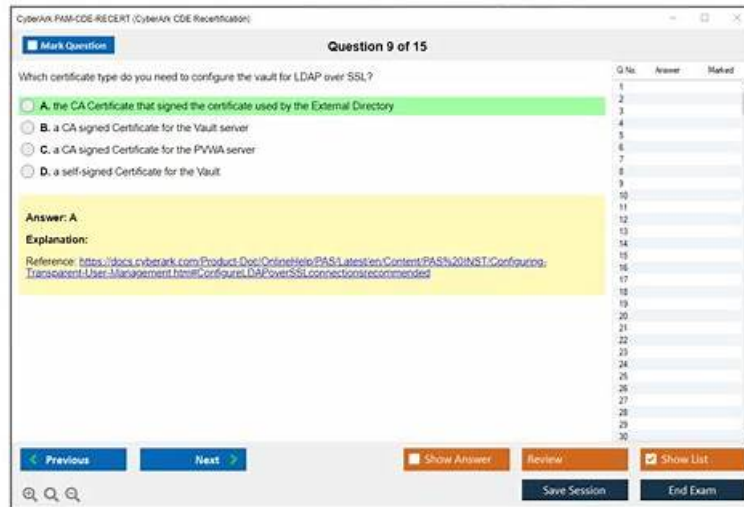 CyberArk PAM-CDE-RECERT (CyberArk CDE Recertification)
Mark Question
Question 9 of 15
Which certificate type do you need to configure the vault for LDAP over SSL?
A. the CA Certificate that signed the certificate used by the External Directory
B. a CA signed Certificate for the Vault server
C. a CA signed Certificate for the PVWA server
D. a self-signed Certificate for the Vault
Answer: A
Explanation:
Reference: https://docs.cyberark.com/Product-Doc/OnlineHelp/PAS/Latest/en/Content/PAS%20INST/Configuring-
Transparent-User-Management.htm#ConfigureLDAPoverSSLconnectionsrecommended
Q No. Answer Marked
1
2
3
4
5
6
7
8
9
10
11
12
13
14
15
16
17
18
19
20
21
22
23
24
25
26
27
28
29
30
Previous
Next
Show Answer
Review
Show List
Save Session
End Exam